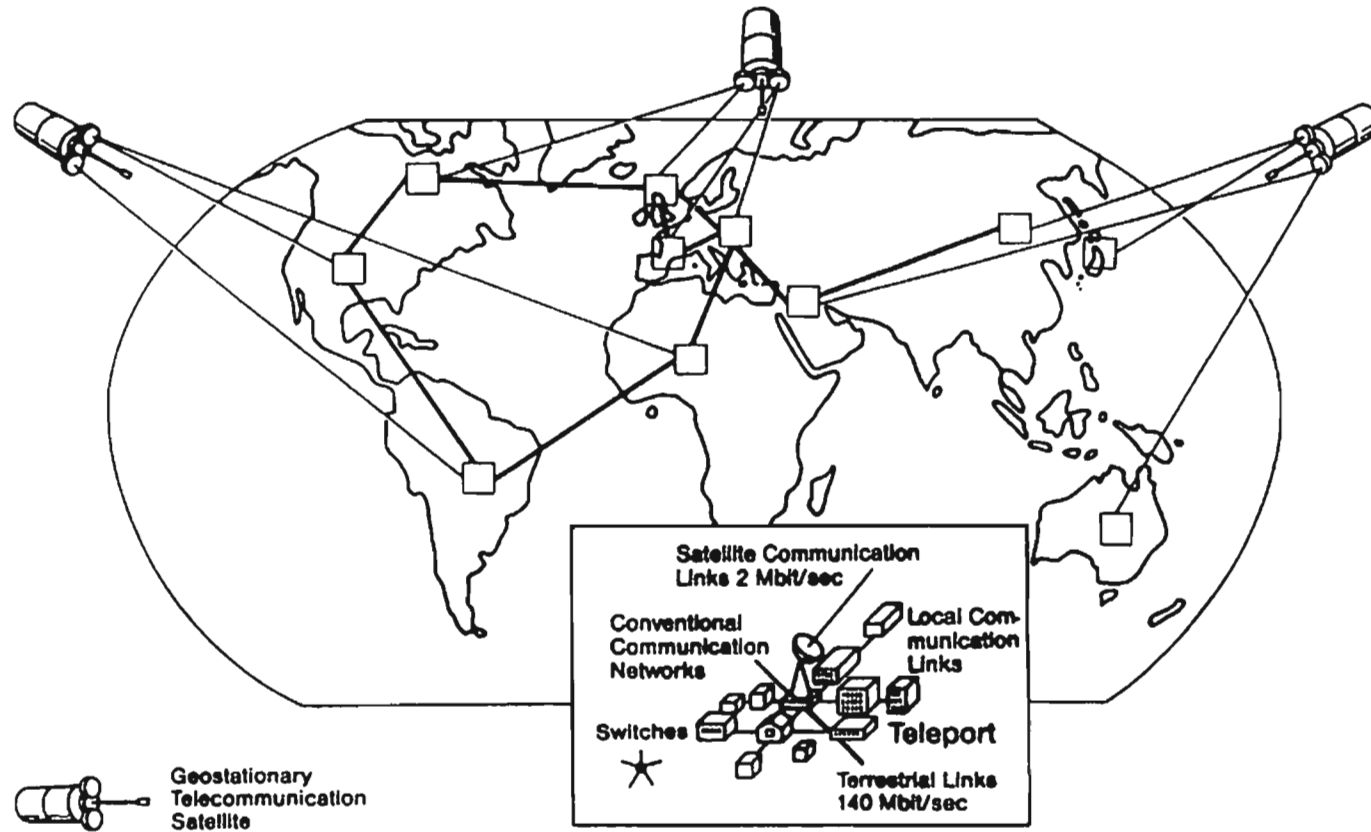 Satellite Communication
Links 2 Mbit/sec
Conventional
Communication
Networks
Local Com-
munication
Links
Switches
Teleport
Terrestrial Links
140 Mbit/sec
Geostationary
Telecommunication
Satellite